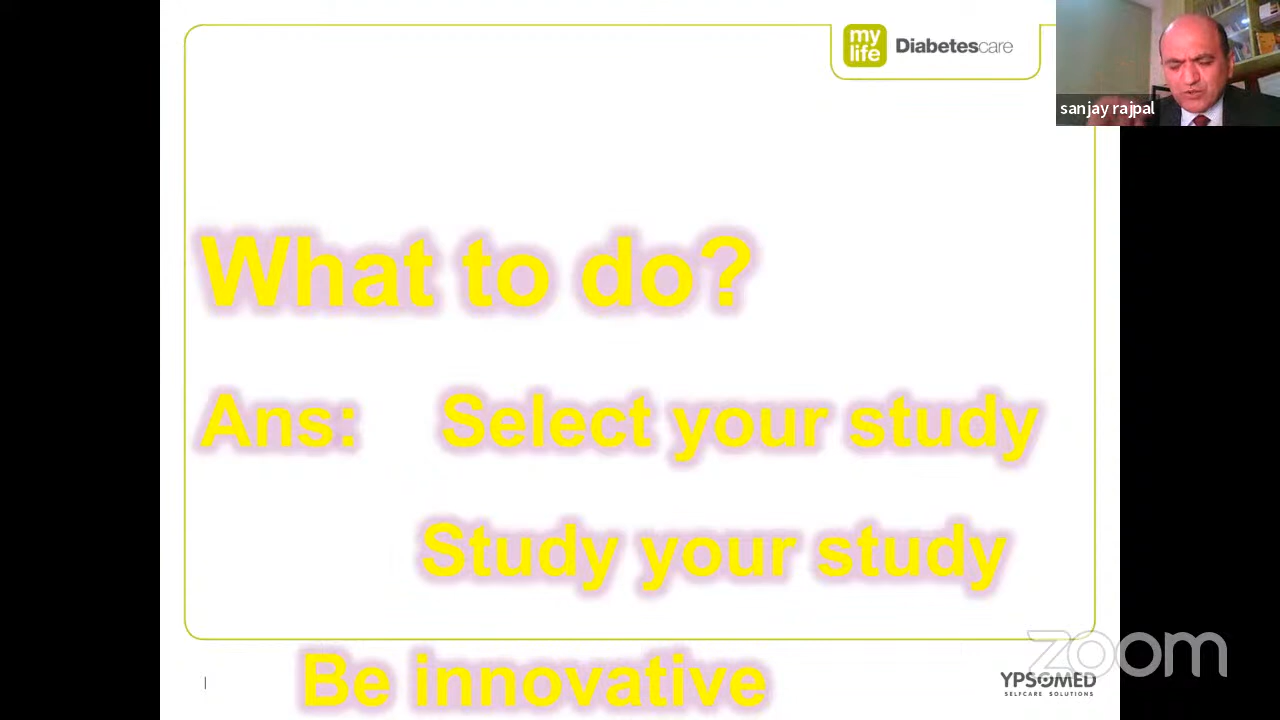 my
life
Diabetescare
sanjay rajpal
What to do?
Ans: Select your study
Study your study
Be innovative
zoom
YPSOMED
SELFCARE SOLUTIONS